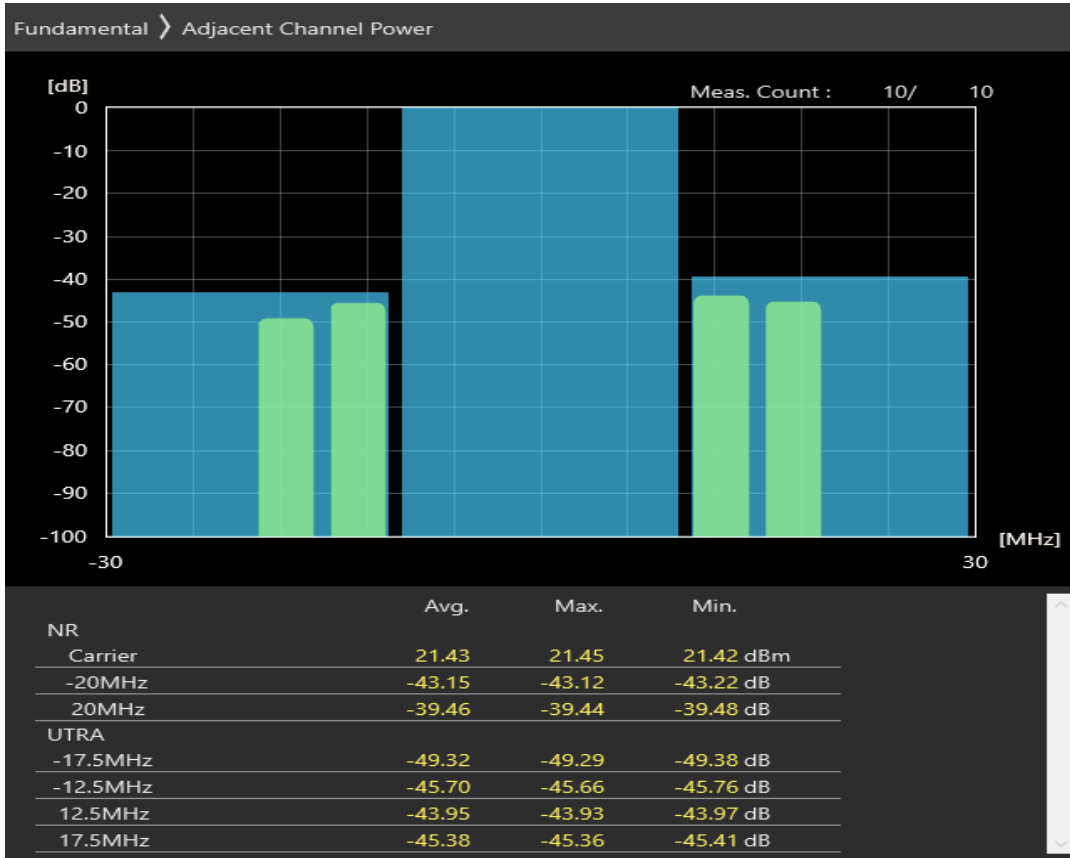 Fundamental 〉 Adjacent Channel Power
[dB]
Meas. Count : 10/ 10
0
-10
-20
-30
-40
-50
-60
-70
-80
-90
-100
[MHz]
-30 30
Avg. Max. Min.
NR
Carrier 21.43 21.45 21.42 dBm
-20MHz -43.15 -43.12 -43.22 dB
20MHz -39.46 -39.44 -39.48 dB
UTRA
-17.5MHz -49.32 -49.29 -49.38 dB
-12.5MHz -45.70 -45.66 -45.76 dB
12.5MHz -43.95 -43.93 -43.97 dB
17.5MHz -45.38 -45.36 -45.41 dB